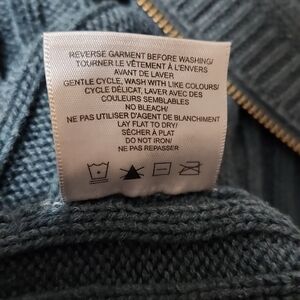 REVERSE GARMENT BEFORE WASHING/
TOURNER LE VÊTEMENT À L'ENVERS
AVANT DE LAVER
GENTLE CYCLE, WASH WITH LIKE COLOURS/
CYCLE DÉLICAT, LAVER AVEC DES
COULEURS SEMBLABLES
NO BLEACH/
NE PAS UTILISER D'AGENT DE BLANCHIMENT
LAY FLAT TO DRY/
SÉCHER À PLAT
DO NOT IRON/
NE PAS REPASSER